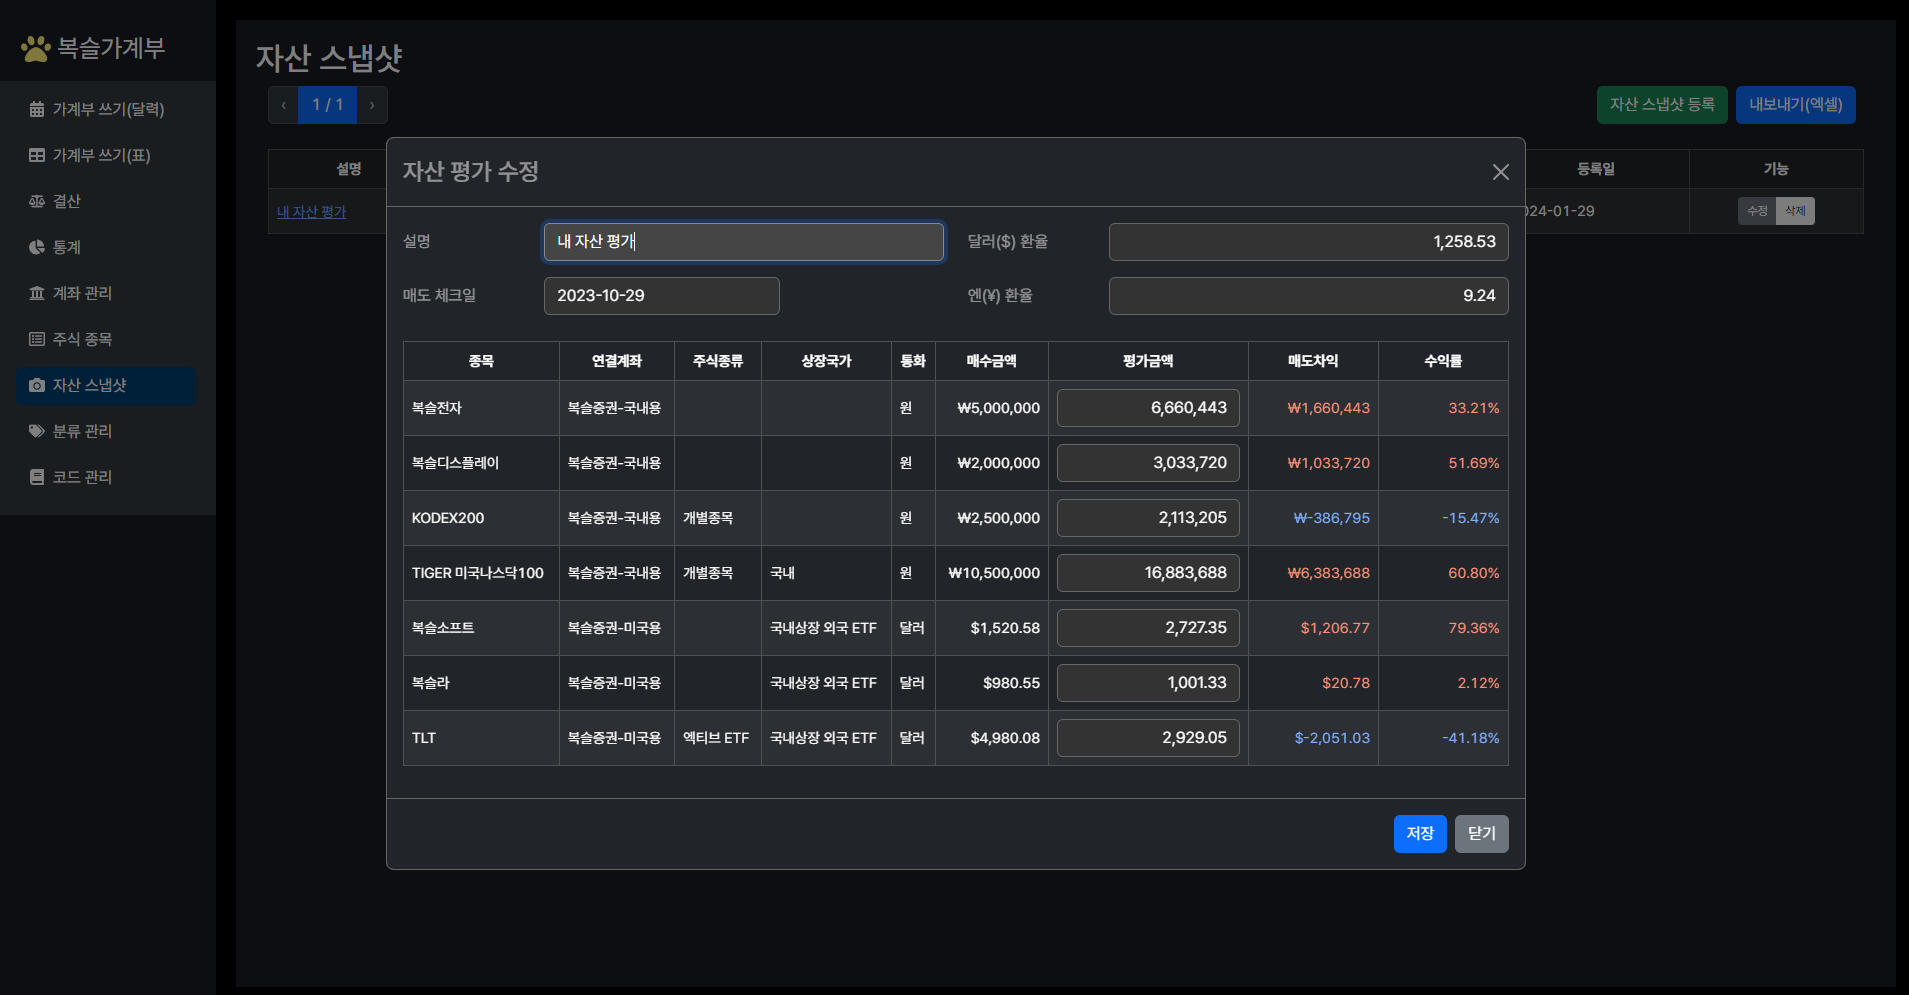 복슬가계부
가계부 쓰기(달력)
가계부 쓰기(표)
결산
통계
계좌 관리
주식 종목
자산 스냅샷
분류 관리
코드 관리
자산 스냅샷
‹ 1 / 1 ›
자산 스냅샷 등록 내보내기(엑셀)
설명 등록일 기능
내 자산 평가 024-01-29 수정 삭제
자산 평가 수정
설명 내 자산 평가 달러($) 환율 1,258.53
매도 체크일 2023-10-29 엔(¥) 환율 9.24
종목 연결계좌 주식종류 상장국가 통화 매수금액 평가금액 매도차익 수익률
복슬전자 복슬증권-국내용 원 ₩5,000,000 6,660,443 ₩1,660,443 33.21%
복슬디스플레이 복슬증권-국내용 원 ₩2,000,000 3,033,720 ₩1,033,720 51.69%
KODEX200 복슬증권-국내용 개별종목 원 ₩2,500,000 2,113,205 ₩-386,795 -15.47%
TIGER 미국나스닥100 복슬증권-국내용 개별종목 국내 원 ₩10,500,000 16,883,688 ₩6,383,688 60.80%
복슬소프트 복슬증권-미국용 국내상장 외국 ETF 달러 $1,520.58 2,727.35 $1,206.77 79.36%
복슬라 복슬증권-미국용 국내상장 외국 ETF 달러 $980.55 1,001.33 $20.78 2.12%
TLT 복슬증권-미국용 엑티브 ETF 국내상장 외국 ETF 달러 $4,980.08 2,929.05 $-2,051.03 -41.18%
저장 닫기